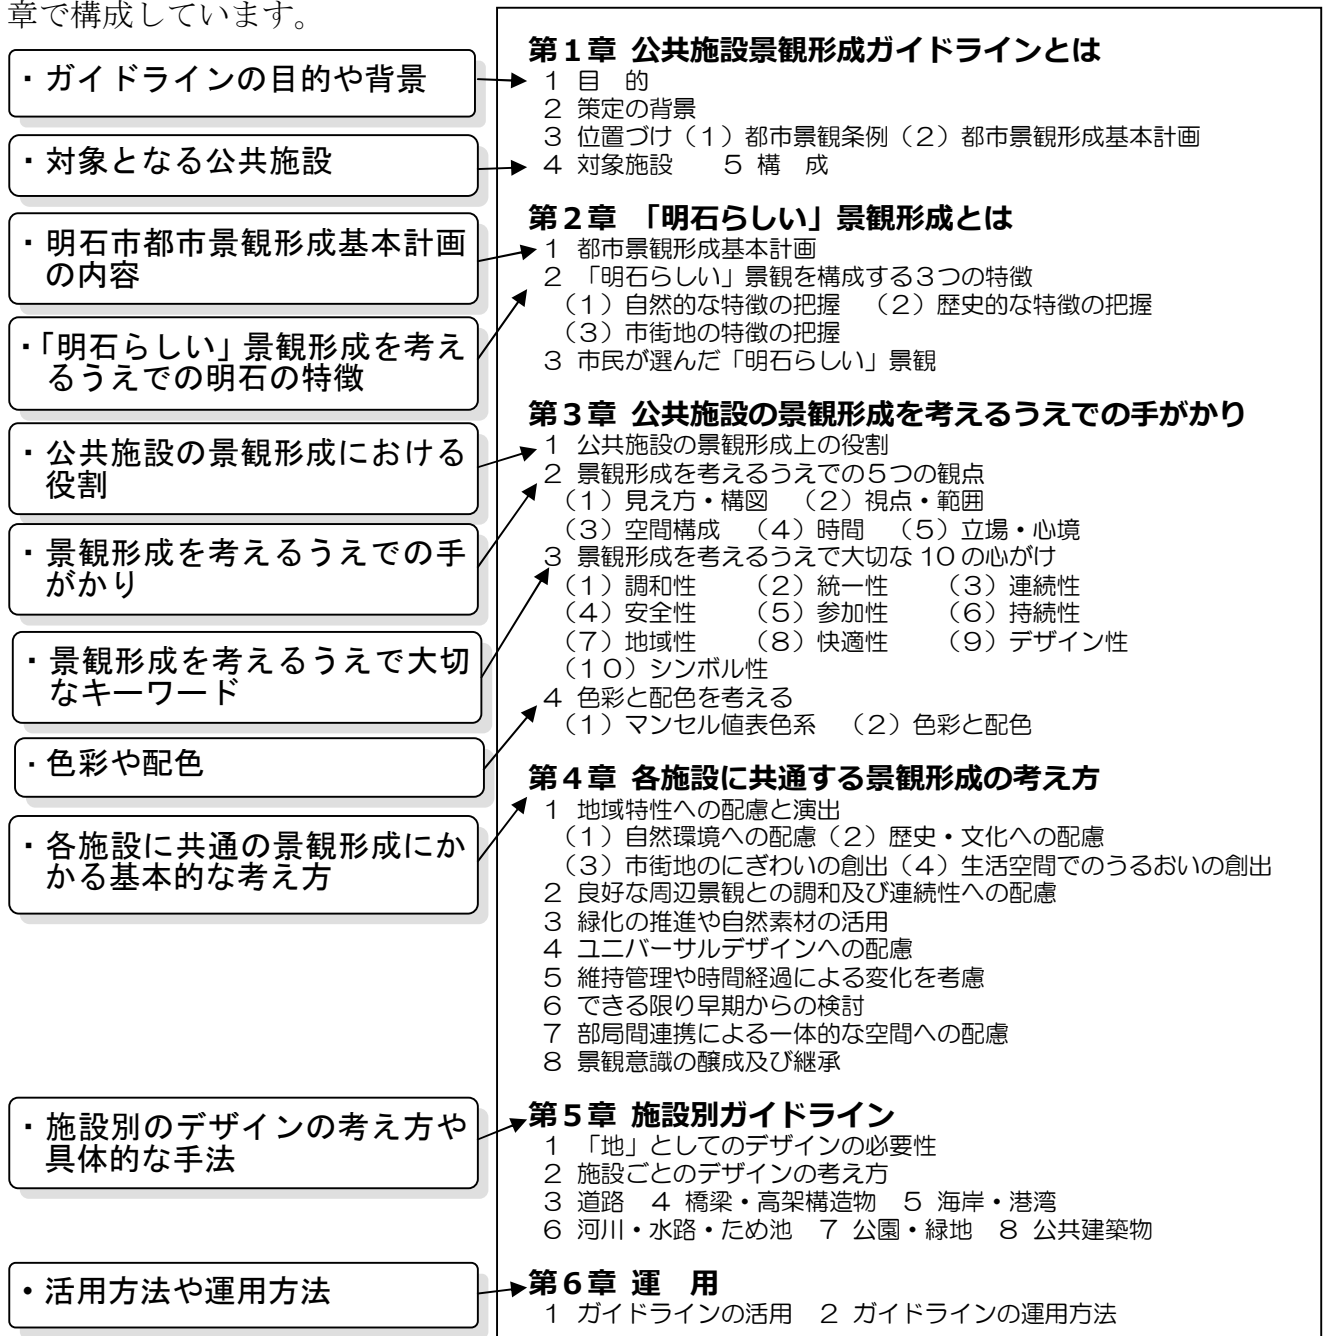 章で構成しています。
・ガイドラインの目的や背景
・対象となる公共施設
・明石市都市景観形成基本計画
の内容
・「明石らしい」景観形成を考え
るうえでの明石の特徴
・公共施設の景観形成における
役割
・景観形成を考えるうえでの手
がかり
・景観形成を考えるうえで大切
なキーワード
・色彩や配色
・各施設に共通の景観形成にか
かる基本的な考え方
・施設別のデザインの考え方や
具体的な手法
・活用方法や運用方法
第1章 公共施設景観形成ガイドラインとは
1 目 的
2 策定の背景
3 位置づけ(1)都市景観条例(2)都市景観形成基本計画
4 対象施設 5 構 成
第2章 「明石らしい」景観形成とは
1 都市景観形成基本計画
2 「明石らしい」景観を構成する3つの特徴
(1)自然的な特徴の把握 (2)歴史的な特徴の把握
(3)市街地の特徴の把握
3 市民が選んだ「明石らしい」景観
第3章 公共施設の景観形成を考えるうえでの手がかり
1 公共施設の景観形成上の役割
2 景観形成を考えるうえでの5つの観点
(1)見え方・構図 (2)視点・範囲
(3)空間構成 (4)時間 (5)立場・心境
3 景観形成を考えるうえで大切な10の心がけ
(1)調和性 (2)統一性 (3)連続性
(4)安全性 (5)参加性 (6)持続性
(7)地域性 (8)快適性 (9)デザイン性
(10)シンボル性
4 色彩と配色を考える
(1)マンセル値表色系 (2)色彩と配色
第4章 各施設に共通する景観形成の考え方
1 地域特性への配慮と演出
(1)自然環境への配慮(2)歴史・文化への配慮
(3)市街地のにぎわいの創出(4)生活空間でのうるおいの創出
2 良好な周辺景観との調和及び連続性への配慮
3 緑化の推進や自然素材の活用
4 ユニバーサルデザインへの配慮
5 維持管理や時間経過による変化を考慮
6 できる限り早期からの検討
7 部局間連携による一体的な空間への配慮
8 景観意識の醸成及び継承
第5章 施設別ガイドライン
1 「地」としてのデザインの必要性
2 施設ごとのデザインの考え方
3 道路 4 橋梁・高架構造物 5 海岸・港湾
6 河川・水路・ため池 7 公園・緑地 8 公共建築物
第6章 運 用
1 ガイドラインの活用 2 ガイドラインの運用方法